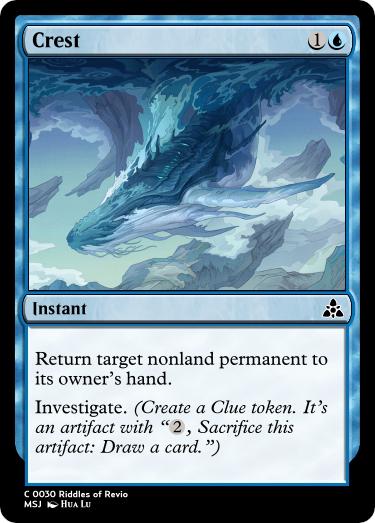 Crest 1
Instant
Return target nonland permanent to
its owner's hand.
Investigate. (Create a Clue token. It's
an artifact with “2, Sacrifice this
artifact: Draw a card.”)
C 0030 Riddles of Revio
MSJ Hua Lu